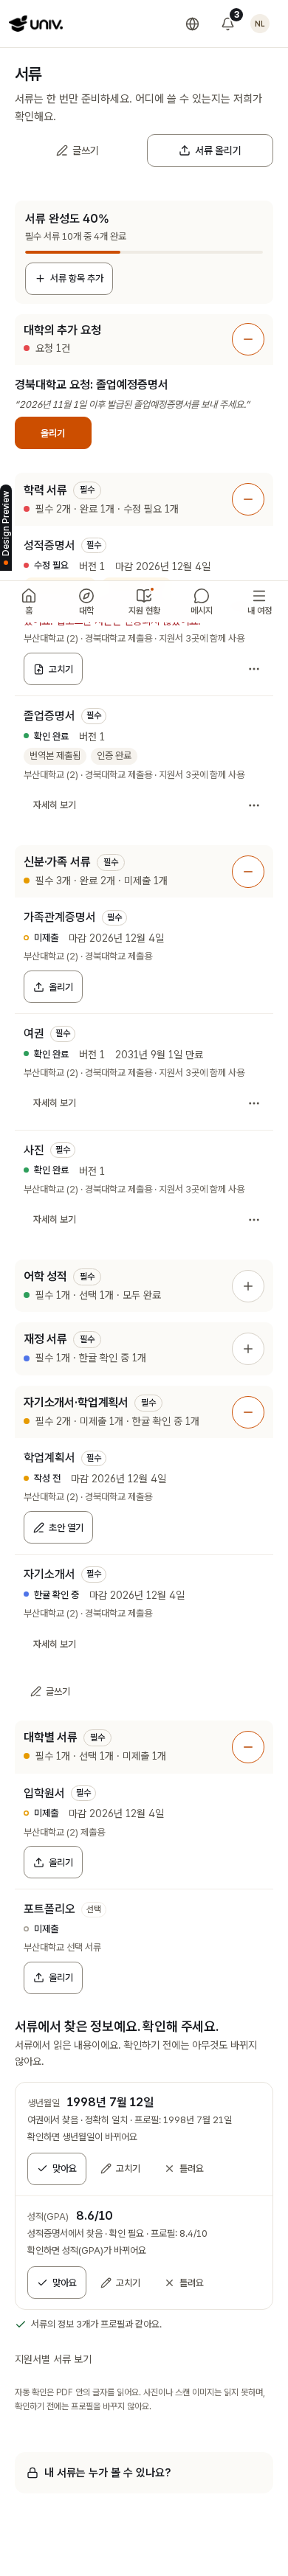 UNIV.
3
NL
서류
서류는 한 번만 준비하세요. 어디에 쓸 수 있는지는 저희가
확인해요.
글쓰기
서류 올리기
서류 완성도 40%
필수 서류 10개 중 4개 완료
서류 항목 추가
대학의 추가 요청
요청 1건
경북대학교 요청: 졸업예정증명서
“2026년 11월 1일 이후 발급된 졸업예정증명서를 보내 주세요.”
올리기
학력 서류 필수
필수 2개 · 완료 1개 · 수정 필요 1개
Design Preview
성적증명서 필수
수정 필요 버전 1 마감 2026년 12월 4일
홈
대학
지원 현황
메시지
내 여정
부산대학교 (2) · 경북대학교 제출용 · 지원서 3곳에 함께 사용
고치기
졸업증명서 필수
확인 완료 버전 1
번역본 제출됨 인증 완료
부산대학교 (2) · 경북대학교 제출용 · 지원서 3곳에 함께 사용
자세히 보기
신분·가족 서류 필수
필수 3개 · 완료 2개 · 미제출 1개
가족관계증명서 필수
미제출 마감 2026년 12월 4일
부산대학교 (2) · 경북대학교 제출용
올리기
여권 필수
확인 완료 버전 1 2031년 9월 1일 만료
부산대학교 (2) · 경북대학교 제출용 · 지원서 3곳에 함께 사용
자세히 보기
사진 필수
확인 완료 버전 1
부산대학교 (2) · 경북대학교 제출용 · 지원서 3곳에 함께 사용
자세히 보기
어학 성적 필수
필수 1개 · 선택 1개 · 모두 완료
재정 서류 필수
필수 1개 · 한귤 확인 중 1개
자기소개서·학업계획서 필수
필수 2개 · 미제출 1개 · 한귤 확인 중 1개
학업계획서 필수
작성 전 마감 2026년 12월 4일
부산대학교 (2) · 경북대학교 제출용
초안 열기
자기소개서 필수
한귤 확인 중 마감 2026년 12월 4일
부산대학교 (2) · 경북대학교 제출용
자세히 보기
글쓰기
대학별 서류 필수
필수 1개 · 선택 1개 · 미제출 1개
입학원서 필수
미제출 마감 2026년 12월 4일
부산대학교 (2) 제출용
올리기
포트폴리오 선택
미제출
부산대학교 선택 서류
올리기
서류에서 찾은 정보예요. 확인해 주세요.
서류에서 읽은 내용이에요. 확인하기 전에는 아무것도 바뀌지
않아요.
생년월일 1998년 7월 12일
여권에서 찾음 · 정확히 일치 · 프로필: 1998년 7월 21일
확인하면 생년월일이 바뀌어요
맞아요
고치기
틀려요
성적(GPA) 8.6/10
성적증명서에서 찾음 · 확인 필요 · 프로필: 8.4/10
확인하면 성적(GPA)가 바뀌어요
맞아요
고치기
틀려요
서류의 정보 3개가 프로필과 같아요.
지원서별 서류 보기
자동 확인은 PDF 안의 글자를 읽어요. 사진이나 스캔 이미지는 읽지 못하며,
확인하기 전에는 프로필을 바꾸지 않아요.
내 서류는 누가 볼 수 있나요?